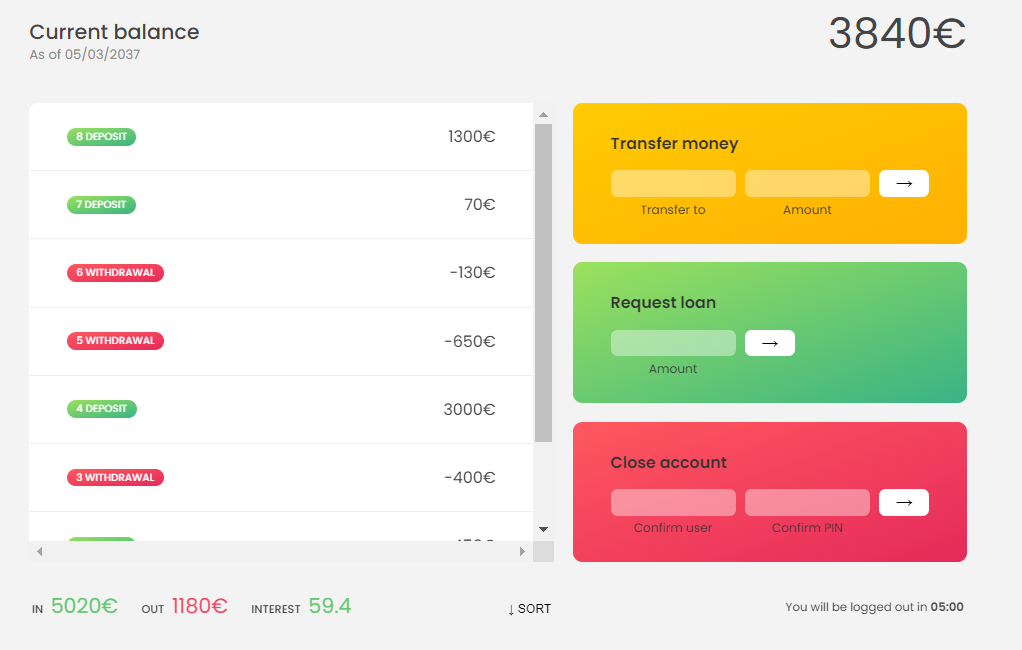 Current balance
As of 05/03/2037
3840€
8 DEPOSIT 1300€
7 DEPOSIT 70€
6 WITHDRAWAL -130€
5 WITHDRAWAL -650€
4 DEPOSIT 3000€
3 WITHDRAWAL -400€
Transfer money
→
Transfer to Amount
Request loan
→
Amount
Close account
→
Confirm user Confirm PIN
IN 5020€ OUT 1180€ INTEREST 59.4
↓ SORT
You will be logged out in 05:00